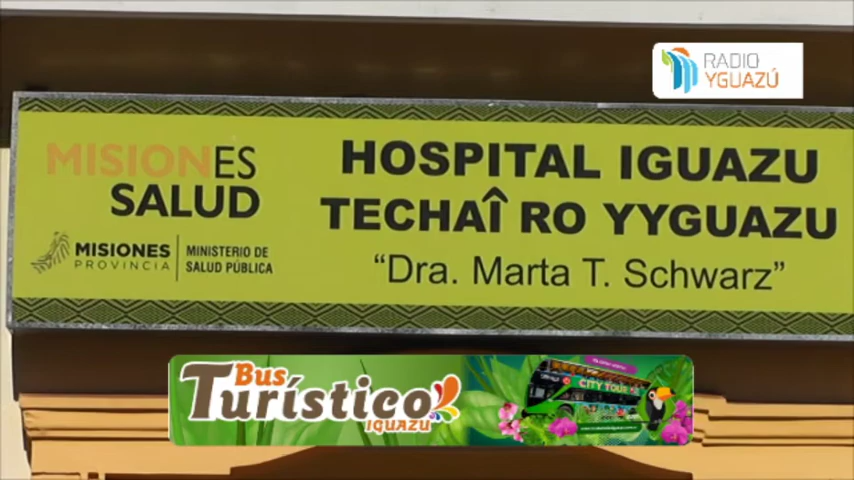 RADIO
YGUAZÚ
MISIONES
SALUD
MISIONES
PROVINCIA
MINISTERIO DE
SALUD PÚBLICA
HOSPITAL IGUAZU
TECHAÎ RO YYGUAZU
“Dra. Marta T. Schwarz”
Bus
Turístico
IGUAZU
CITY TOUR